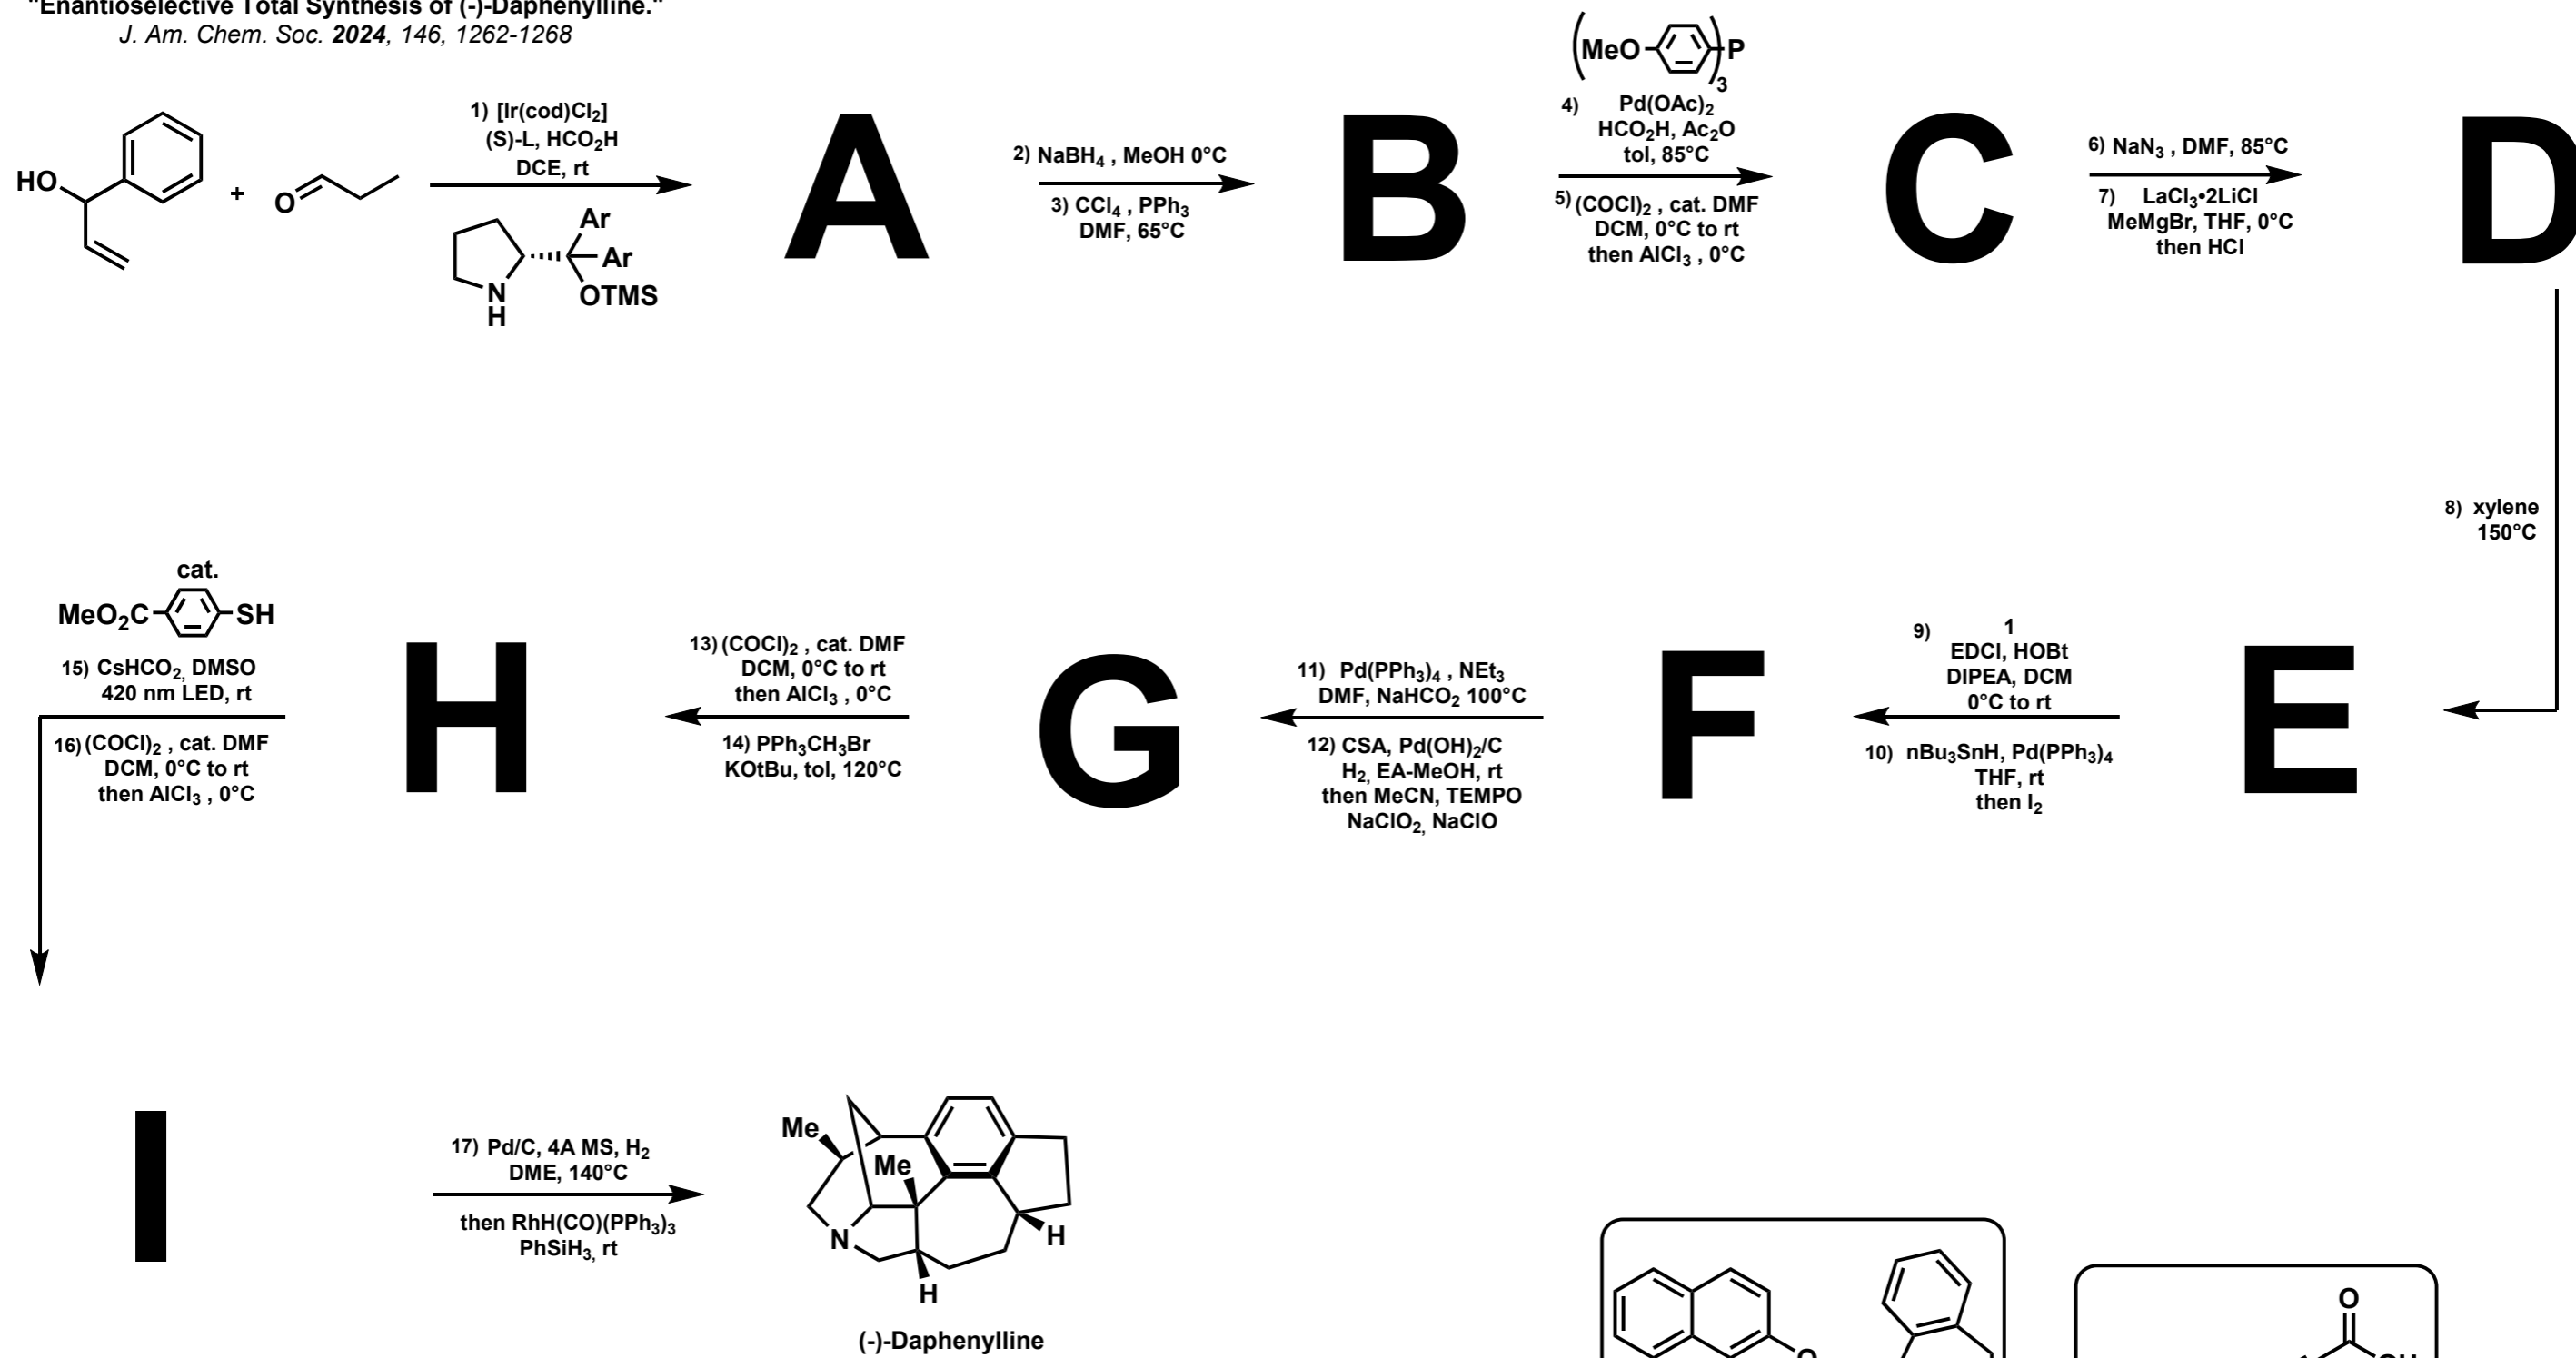 "Enantioselective Total Synthesis of (-)-Daphenylline."
J. Am. Chem. Soc. 2024, 146, 1262-1268
HO
+
O
1) [Ir(cod)Cl2]
(S)-L, HCO2H
DCE, rt
Ar
Ar
OTMS
N
H
A
2) NaBH4 , MeOH 0°C
3) CCl4 , PPh3
DMF, 65°C
B
(MeO P)3
4) Pd(OAc)2
HCO2H, Ac2O
tol, 85°C
5) (COCl)2 , cat. DMF
DCM, 0°C to rt
then AlCl3 , 0°C
C
6) NaN3 , DMF, 85°C
7) LaCl3•2LiCl
MeMgBr, THF, 0°C
then HCl
D
8) xylene
150°C
E
9) 1
EDCI, HOBt
DIPEA, DCM
0°C to rt
10) nBu3SnH, Pd(PPh3)4
THF, rt
then I2
F
11) Pd(PPh3)4 , NEt3
DMF, NaHCO2 100°C
12) CSA, Pd(OH)2/C
H2, EA-MeOH, rt
then MeCN, TEMPO
NaClO2, NaClO
G
13) (COCl)2 , cat. DMF
DCM, 0°C to rt
then AlCl3 , 0°C
14) PPh3CH3Br
KOtBu, tol, 120°C
H
cat.
MeO2C SH
15) CsHCO2, DMSO
420 nm LED, rt
16) (COCl)2 , cat. DMF
DCM, 0°C to rt
then AlCl3 , 0°C
I
17) Pd/C, 4A MS, H2
DME, 140°C
then RhH(CO)(PPh3)3
PhSiH3, rt
Me
Me
N
H
H
(-)-Daphenylline
O
O
OH